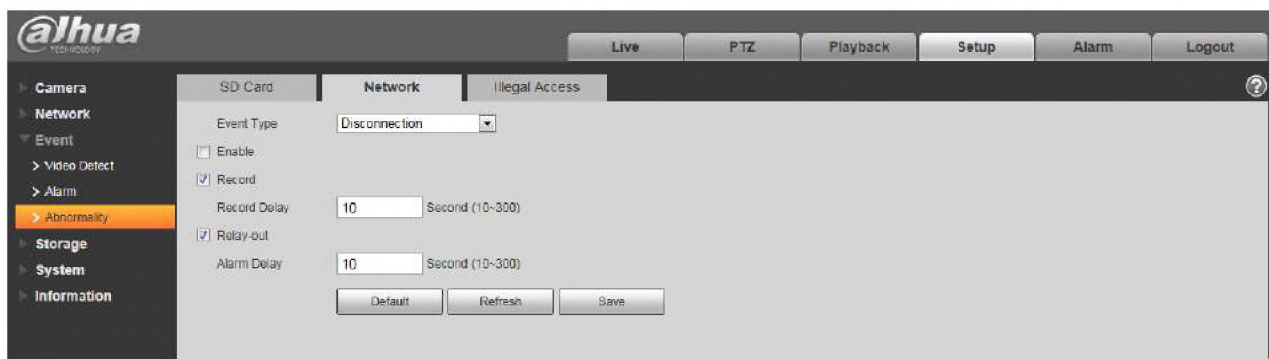 alhua
TECHNOLOGY
Live PTZ Playback Setup Alarm Logout
Camera
Network
Event
> Video Detect
> Alarm
> Abnormality
Storage
System
Information
SD Card Network Illegal Access ?
Event Type Disconnection
Enable
Record
Record Delay 10 Second (10~300)
Relay-out
Alarm Delay 10 Second (10~300)
Default Refresh Save